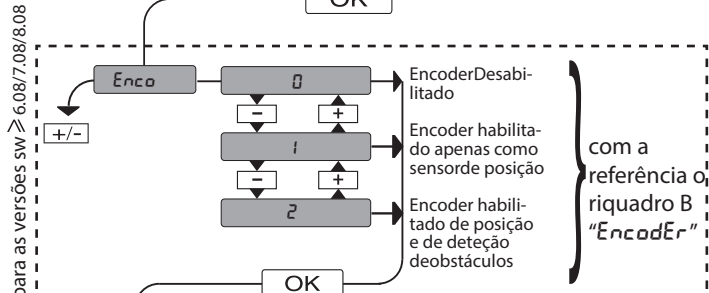 OK
para as versões sw ≥ 6.08/7.08/8.08
Enco
0
EncoderDesabi-
litado
+/-
-
+
1
Encoder habilita-
do apenas como
sensorde posição
-
+
2
Encoder habili-
tado de posição
e de deteção
deobstáculos
com a
referência o
riquadro B
“EncodEr”
OK